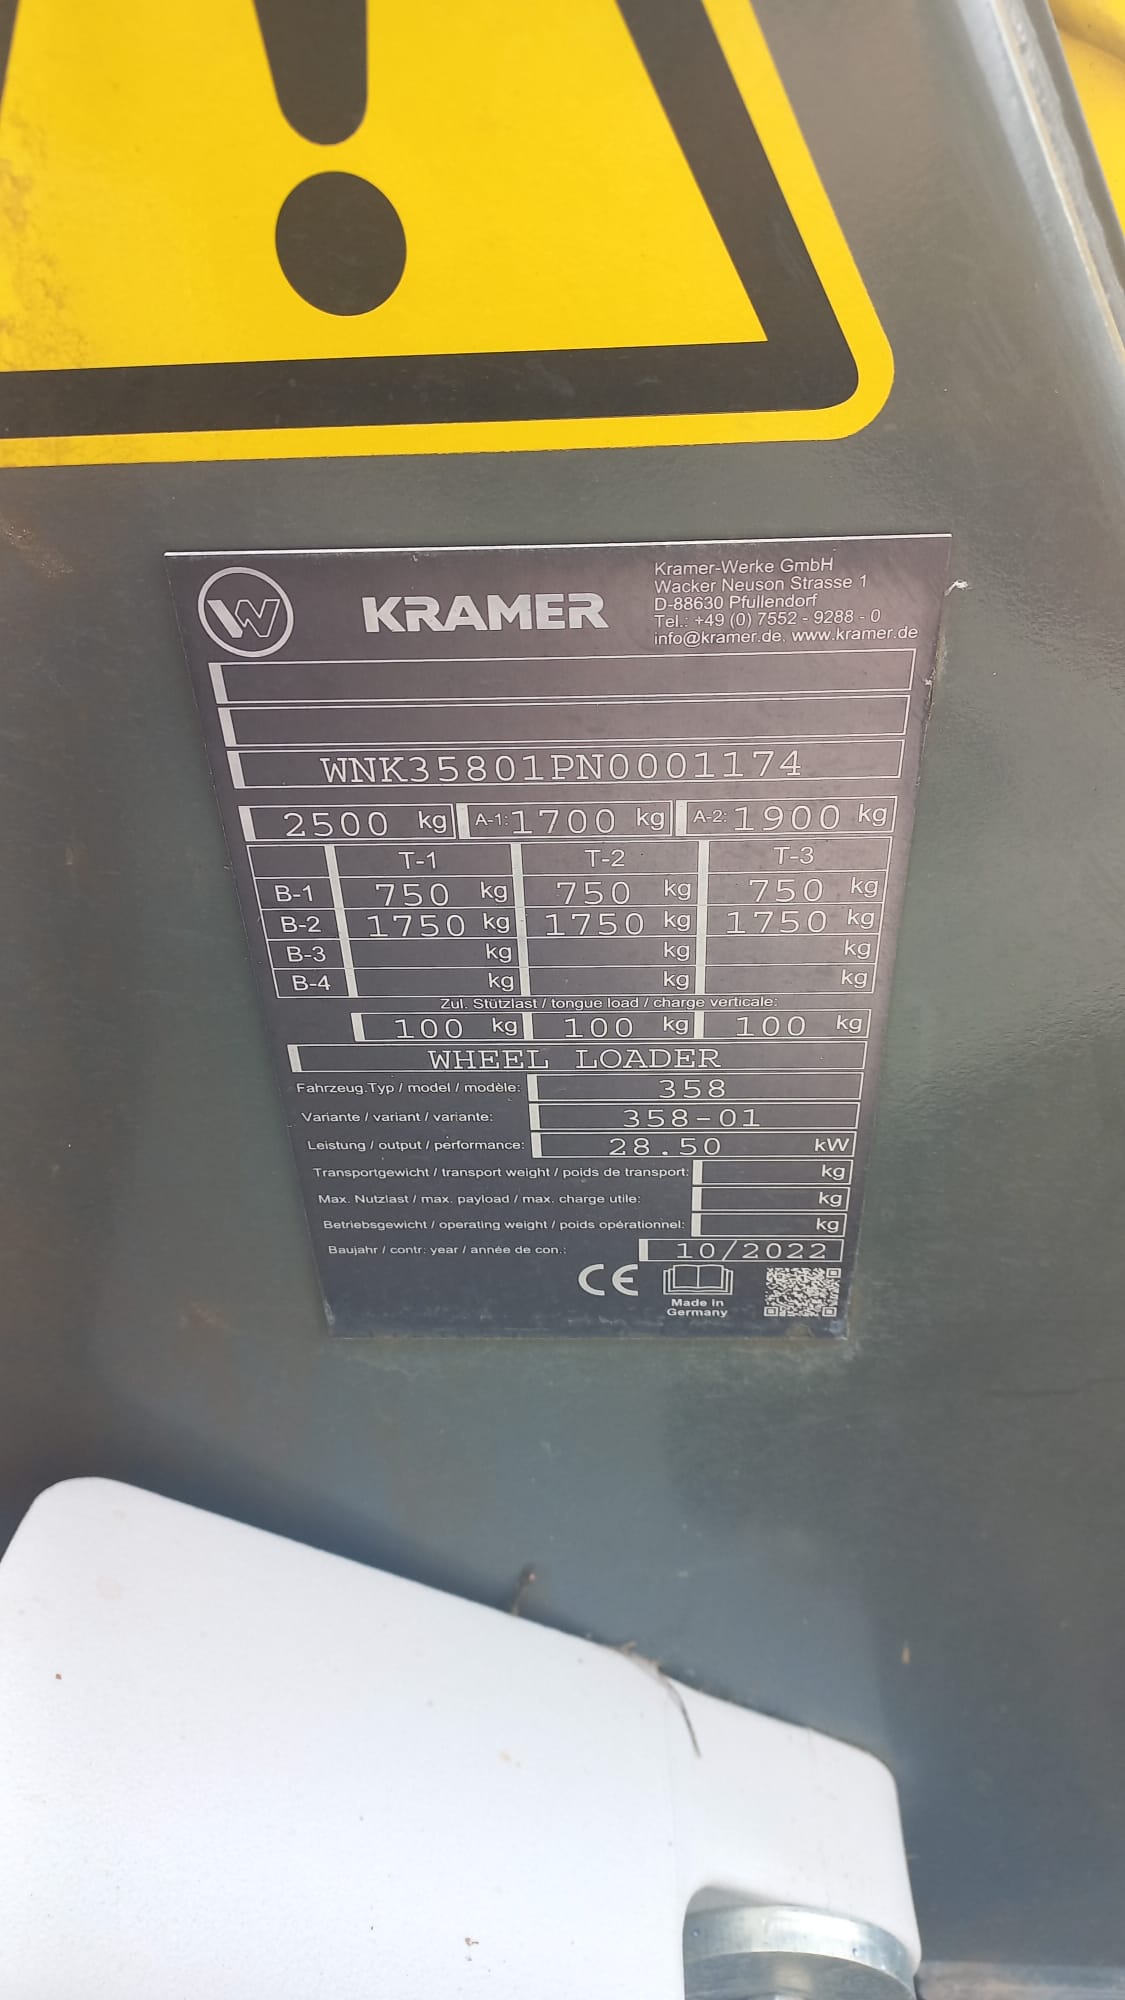 W KRAMER
Kramer-Werke GmbH
Wacker Neuson Strasse 1
D-88630 Pfullendorf
Tel.: +49 (0) 7552 - 9288 - 0
info@kramer.de, www.kramer.de
WNK35801PN0001174
2500 kg A-1: 1700 kg A-2: 1900 kg
T-1 T-2 T-3
B-1 750 kg 750 kg 750 kg
B-2 1750 kg 1750 kg 1750 kg
B-3 kg kg kg
B-4 kg kg kg
Zul. Stützlast / tongue load / charge verticale:
100 kg 100 kg 100 kg
WHEEL LOADER
Fahrzeug.Typ / model / modèle: 358
Variante / variant / variante: 358-01
Leistung / output / performance: 28.50 kW
Transportgewicht / transport weight / poids de transport: kg
Max. Nutzlast / max. payload / max. charge utile: kg
Betriebsgewicht / operating weight / poids opérationnel: kg
Baujahr / contr: year / année de con.: 10/2022
CE
Made in
Germany